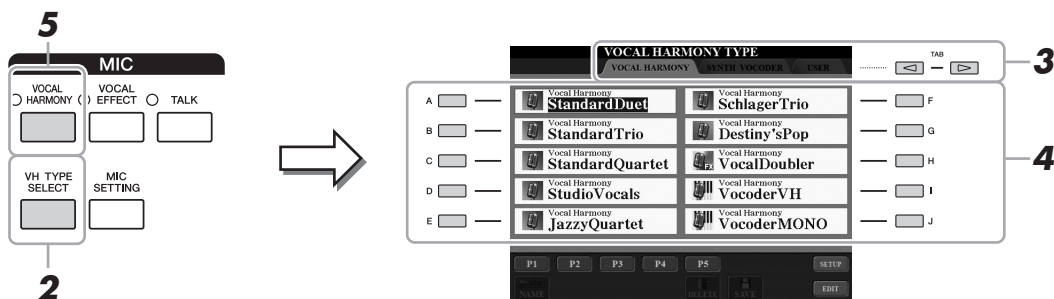 5
MIC
VOCAL HARMONY
VOCAL EFFECT
TALK
VH TYPE SELECT
MIC SETTING
2
VOCAL HARMONY TYPE
VOCAL HARMONY
SYNTH VOCODER
USER
TAB
3
A
Vocal Harmony
StandardDuet
Vocal Harmony
SchlagerTrio
F
B
Vocal Harmony
StandardTrio
Vocal Harmony
Destiny'sPop
G
C
Vocal Harmony
StandardQuartet
Vocal Harmony
VocalDoubler
H
4
D
Vocal Harmony
StudioVocals
Vocal Harmony
VocoderVH
I
E
Vocal Harmony
JazzyQuartet
Vocal Harmony
VocoderMONO
J
P1
P2
P3
P4
P5
SETUP
NAME
DELETE
SAVE
EDIT